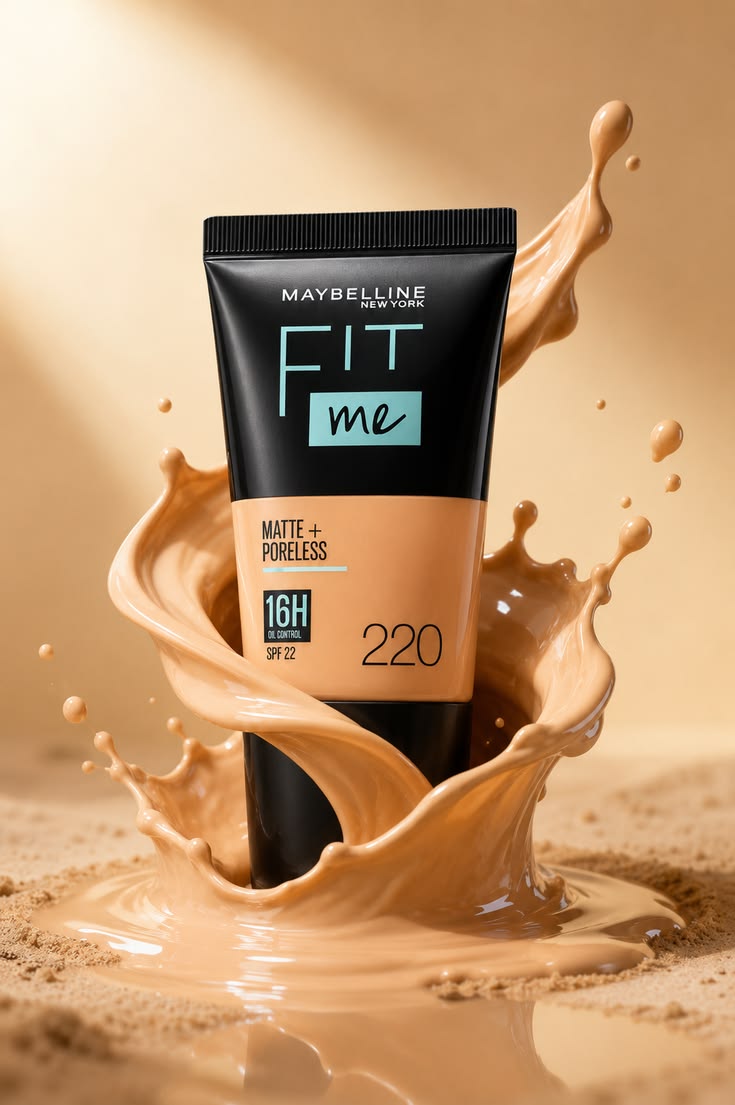 MAYBELLINE
NEW YORK
FIT
me
MATTE +
PORELESS
16H
OIL CONTROL
SPF 22
220